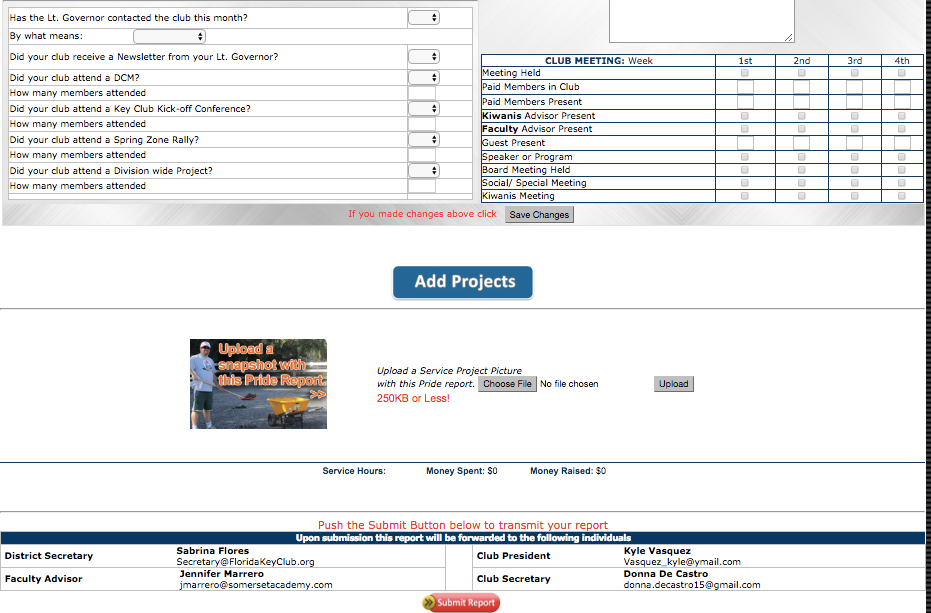 Has the Lt. Governor contacted the club this month?
By what means:
Did your club receive a Newsletter from your Lt. Governor?
Did your club attend a DCM?
How many members attended
Did your club attend a Key Club Kick-off Conference?
How many members attended
Did your club attend a Spring Zone Rally?
How many members attended
Did your club attend a Division wide Project?
How many members attended
CLUB MEETING: Week 1st 2nd 3rd 4th
Meeting Held
Paid Members in Club
Paid Members Present
Kiwanis Advisor Present
Faculty Advisor Present
Guest Present
Speaker or Program
Board Meeting Held
Social/ Special Meeting
Kiwanis Meeting
If you made changes above click Save Changes
Add Projects
Upload a
snapshot with
this Pride Report.
>>
Upload a Service Project Picture
with this Pride report. Choose File No file chosen Upload
250KB or Less!
Service Hours: Money Spent: $0 Money Raised: $0
Push the Submit Button below to transmit your report
Upon submission this report will be forwarded to the following individuals
District Secretary Sabrina Flores
Secretary@FloridaKeyClub.org
Club President Kyle Vasquez
Vasquez_kyle@ymail.com
Faculty Advisor Jennifer Marrero
jmarrero@somersetacademy.com
Club Secretary Donna De Castro
donna.decastro15@gmail.com
Submit Report